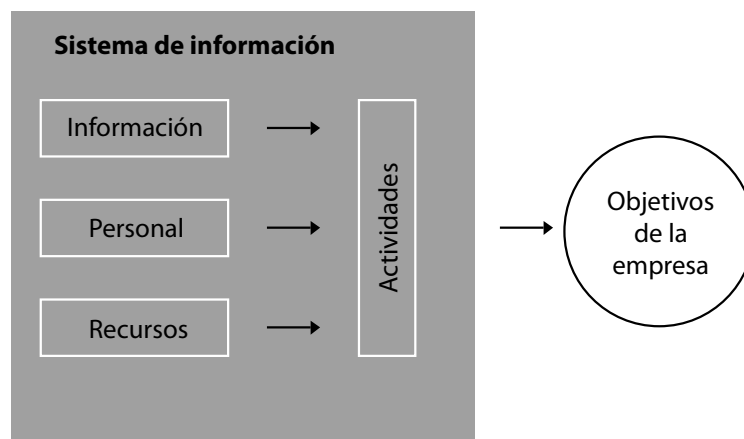 Sistema de información
Información
Personal
Recursos
Actividades
Objetivos
de la
empresa